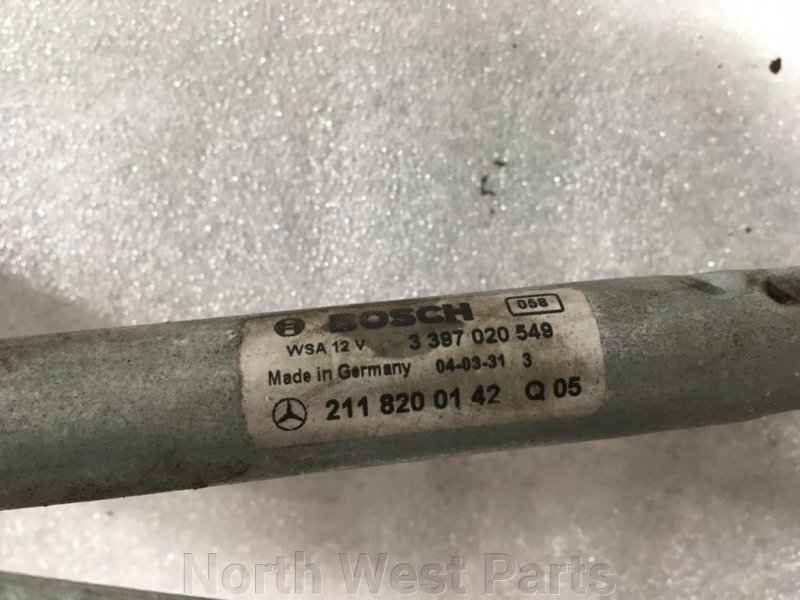 BOSCH 058
WSA 12 V 3 397 020 549
Made in Germany 04-03-31 3
211 820 01 42 Q 05
North West Parts